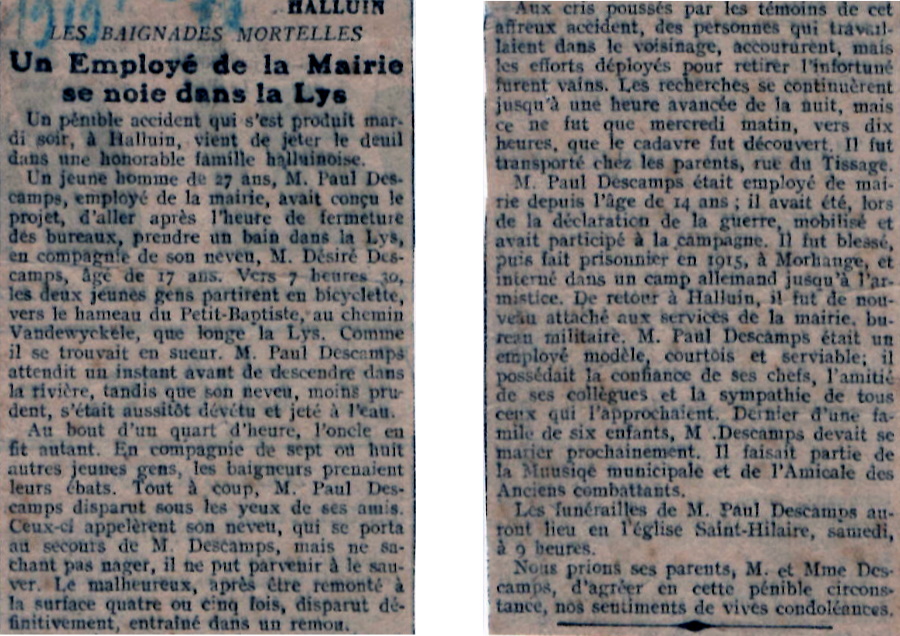 HALLUIN
LES BAIGNADES MORTELLES
Un Employé de la Mairie
se noie dans la Lys
Un pénible accident qui s'est produit mar-
di soir, à Halluin, vient de jeter le deuil
dans une honorable famille halluinoise.
Un jeune homme de 27 ans, M. Paul Des-
camps, employé de la mairie, avait conçu le
projet, d'aller après l'heure de fermeture
des bureaux, prendre un bain dans la Lys,
en compagnie de son neveu, M. Désiré Des-
camps, âgé de 17 ans. Vers 7 heures 30,
les deux jeunes gens partirent en bicyclette,
vers le hameau du Petit-Baptiste, au chemin
Vandewyckèle, que longe la Lys. Comme
il se trouvait en sueur. M. Paul Descamps
attendit un instant avant de descendre dans
la rivière, tandis que son neveu, moins pru-
dent, s'était aussitôt dévétu et jeté à l'eau.
Au bout d'un quart d'heure, l'oncle en
fit autant. En compagnie de sept ou huit
autres jeunes gens, les baigneurs prenaient
leurs ébats. Tout à coup, M. Paul Des-
camps disparut sous les yeux de ses amis.
Ceux-ci appelèrent son neveu, qui se porta
au secours de M. Descamps, mais ne sa-
chant pas nager, il ne put parvenir à le sau-
ver. Le malheureux, après être remonté à
la surface quatre ou cinq fois, disparut dé-
finitivement, entraîné dans un remou.
Aux cris poussés par les témoins de cet
affreux accident, des personnes qui travail-
laient dans le voisinage, accoururent, mais
les efforts déployés pour retirer l'infortuné
furent vains. Les recherches se continuèrent
jusqu'à une heure avancée de la nuit, mais
ce ne fut que mercredi matin, vers dix
heures, que le cadavre fut découvert. Il fut
transporté chez les parents, rue du Tissage.
M. Paul Descamps était employé de mai-
rie depuis l'âge de 14 ans ; il avait été, lors
de la déclaration de la guerre, mobilisé et
avait participé à la campagne. Il fut blessé,
puis fait prisonnier en 1915, à Morhange, et
interné dans un camp allemand jusqu'à l'ar-
mistice. De retour à Halluin, il fut de nou-
veau attaché aux services de la mairie, bu-
reau militaire. M. Paul Descamps était un
employé modèle, courtois et serviable; il
possédait la confiance de ses chefs, l'amitié
de ses collègues et la sympathie de tous
ceux qui l'approchaient. Dernier d'une fa-
mile de six enfants, M .Descamps devait se
marier prochainement. Il faisait partie de
la Muusiqe municipale et de l'Amicale des
Anciens combattants.
Les funérailles de M. Paul Descamps au-
ront lieu en l'église Saint-Hilaire, samedi,
à 9 heures.
Nous prions ses parents, M. et Mme Des-
camps, d'agréer en cette pénible circons-
tance, nos sentiments de vives condoléances.